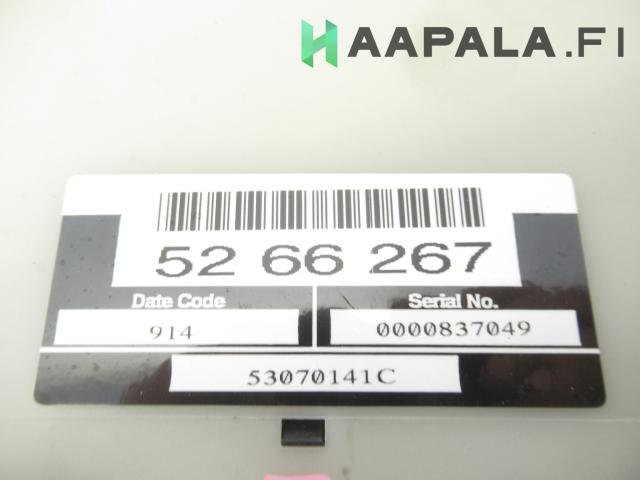 HAAPALA.FI
52 66 267
Date Code
Serial No.
914
0000837049
53070141C